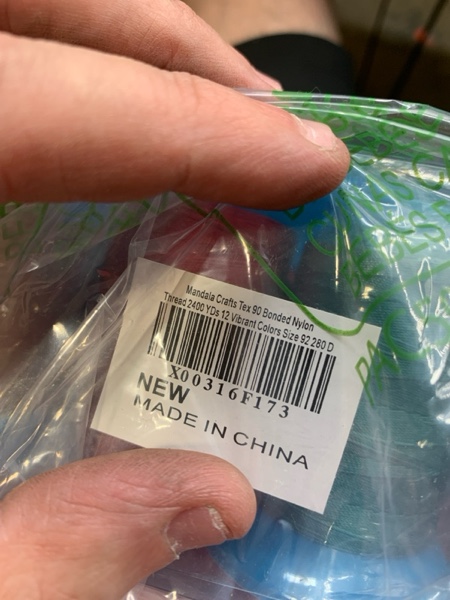 Mandala Crafts Tex 90 Bonded Nylon
Thread 2400 YDs 12 Vibrant Colors Size 92 280 D
X00316F173
NEW
MADE IN CHINA